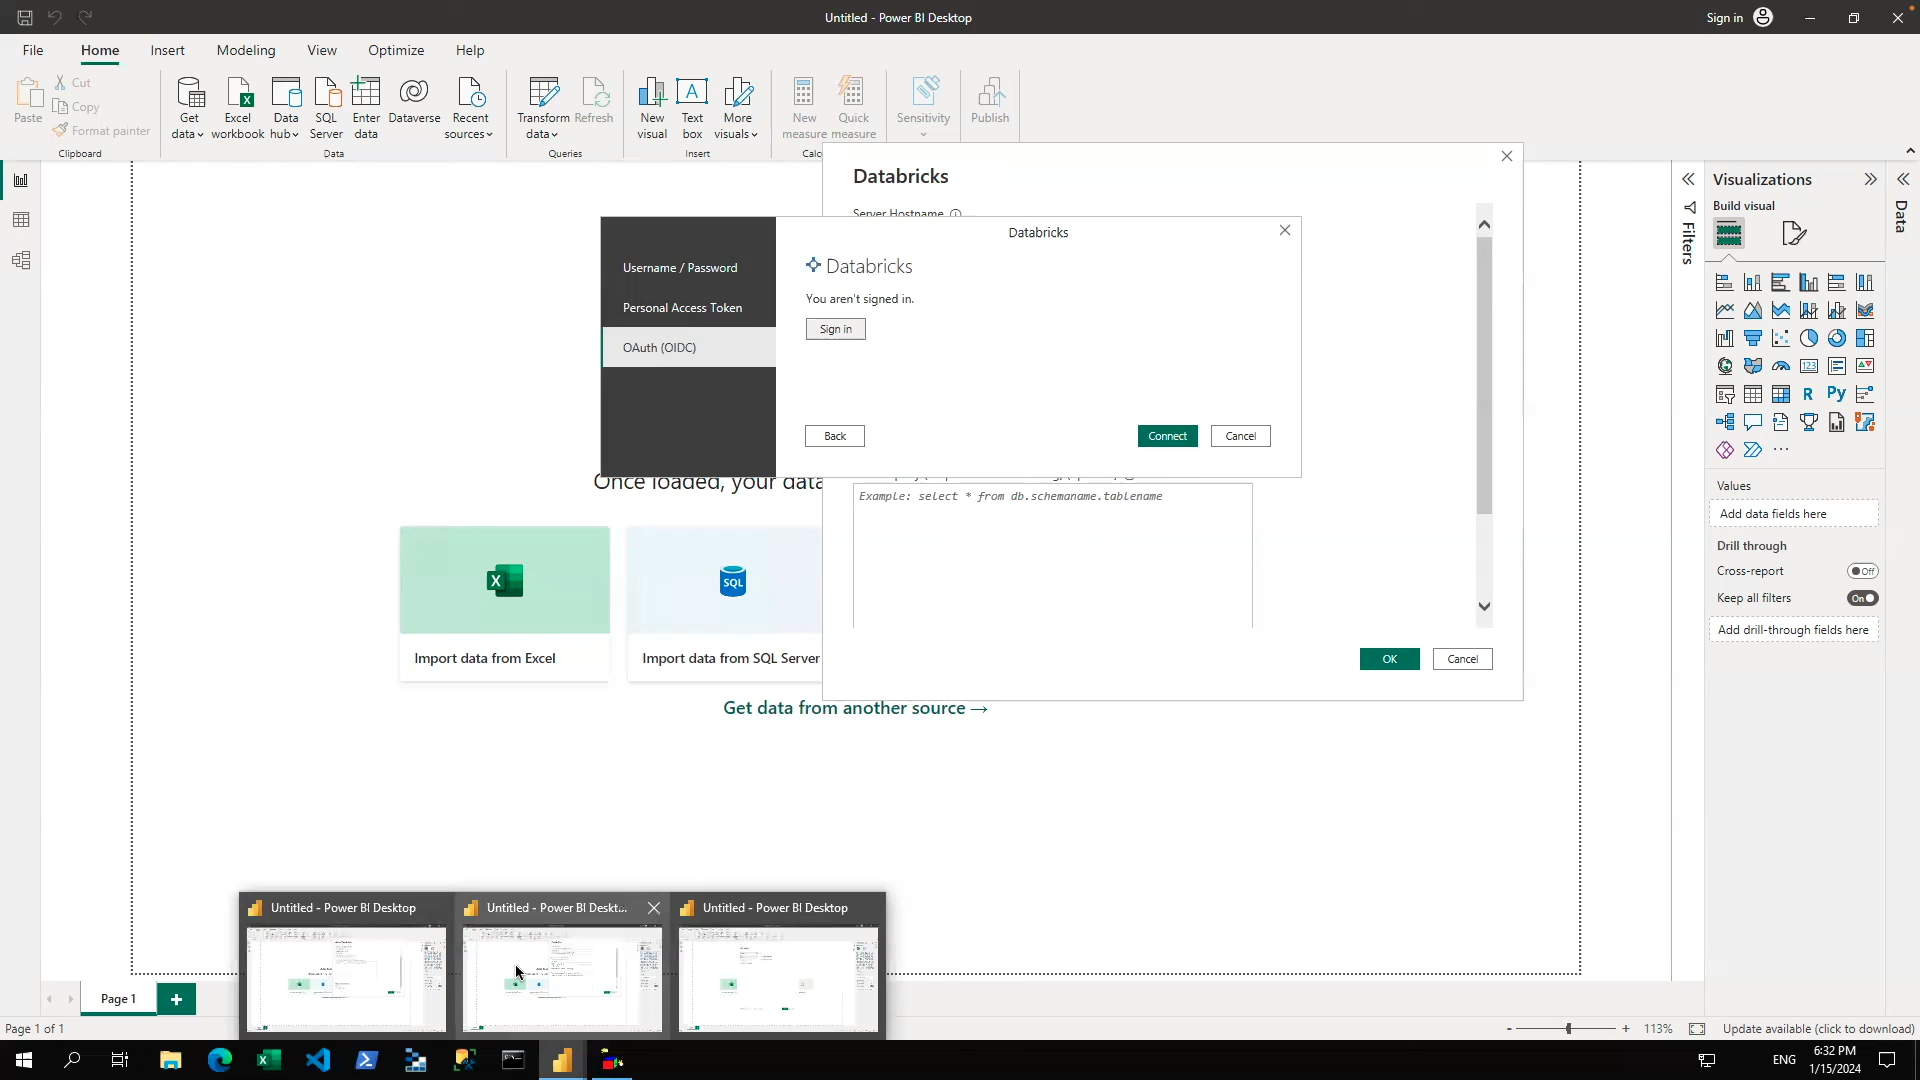 Untitled - Power BI Desktop
Sign in
File
Home
Insert
Modeling
View
Optimize
Help
Paste
Cut
Copy
Format painter
Clipboard
Get
data
Excel
workbook
Data
hub
SQL
Server
Enter
data
Dataverse
Recent
sources
Data
Transform
data
Refresh
Queries
New
visual
Text
box
More
visuals
Insert
New
measure
Quick
measure
Calc
Sensitivity
Publish
Databricks
Server Hostname
Databricks
Username / Password
Personal Access Token
OAuth (OIDC)
Databricks
You aren't signed in.
Sign in
Back
Connect
Cancel
Once loaded, your data
Example: select * from db.schemaname.tablename
SQL
Import data from Excel
Import data from SQL Server
OK
Cancel
Get data from another source →
Filters
Visualizations
Build visual
123
R
Py
Values
Add data fields here
Drill through
Cross-report
Off
Keep all filters
On
Add drill-through fields here
Data
Untitled - Power BI Desktop
Untitled - Power BI Deskt...
Untitled - Power BI Desktop
Page 1
Page 1 of 1
113%
Update available (click to download)
ENG
6:32 PM
1/15/2024